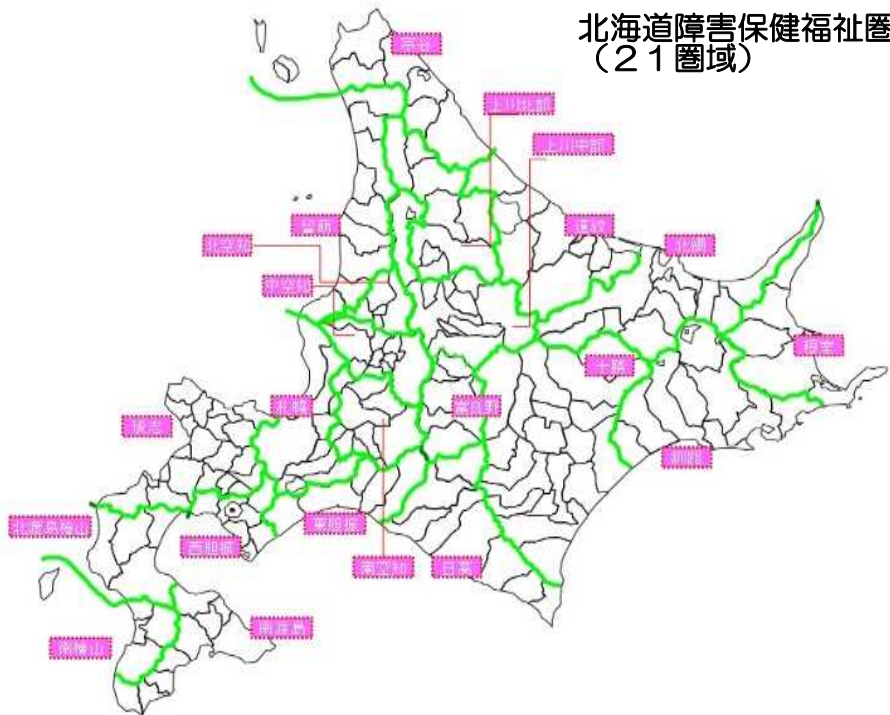 北海道障害保健福祉圏
（２１圏域）
宗谷
上川北部
上川中部
留萌
遠紋
北網
北空知
中空知
根室
十勝
札幌
富良野
後志
釧路
北渡島檜山
東胆振
西胆振
南空知
日高
南渡島
南檜山